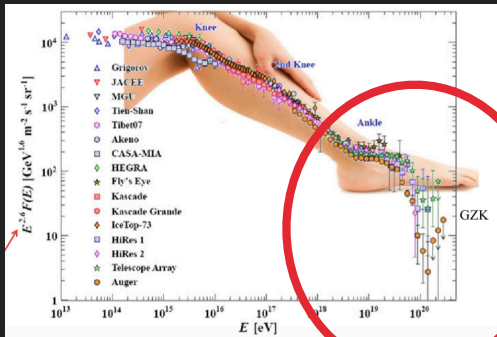 Knee
2nd Knee
Ankle
GZK
Grigorov
JACEE
MGU
Tien-Shan
Tibet07
Akeno
CASA-MIA
HEGRA
Fly's Eye
Kascade
Kascade Grande
IceTop-73
HiRes 1
HiRes 2
Telescope Array
Auger
E^2.6 F(E) [GeV^1.6 m^-2 s^-1 sr^-1]
10^4
10^3
10^2
10
1
10^13 10^14 10^15 10^16 10^17 10^18 10^19 10^20
E [eV]